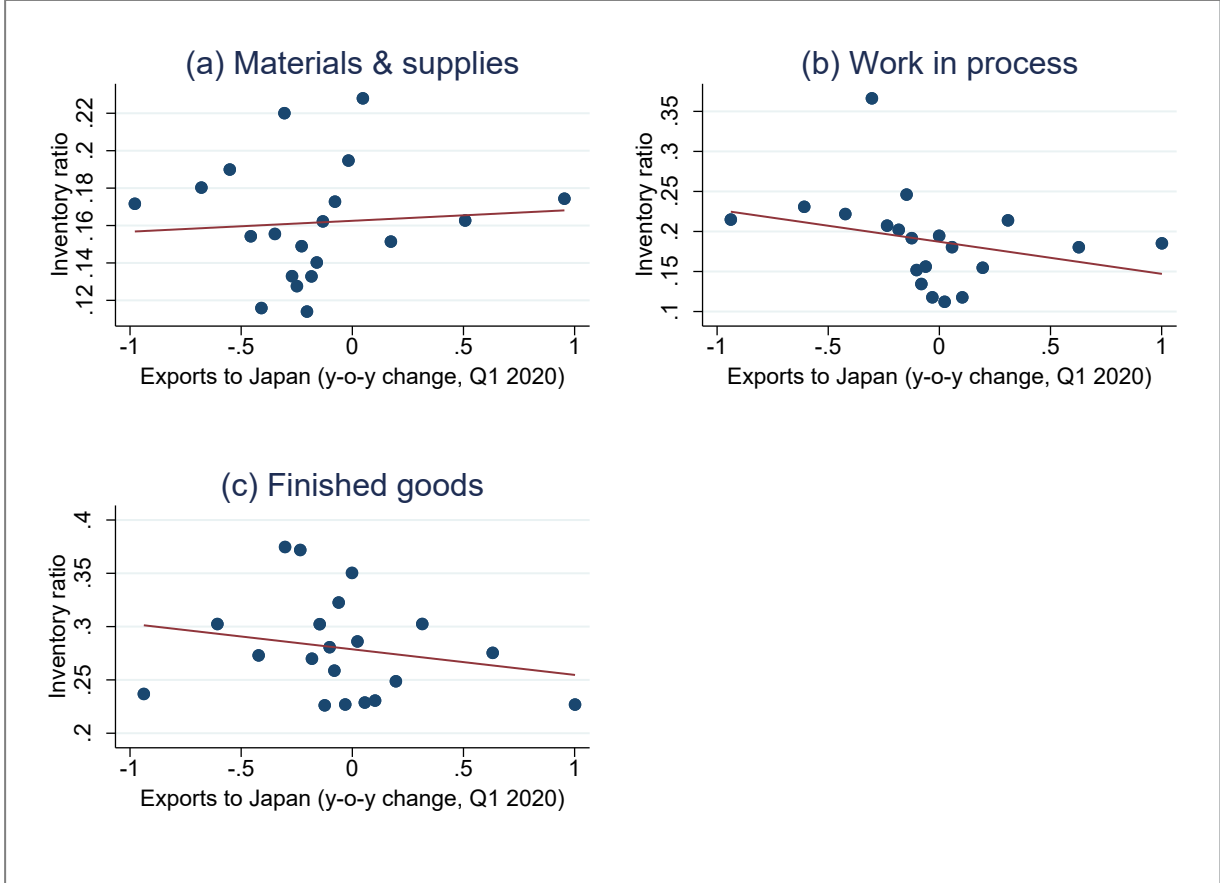 (a) Materials & supplies
Inventory ratio
.12 .14 .16 .18 .2 .22
-1 -.5 0 .5 1
Exports to Japan (y-o-y change, Q1 2020)
(b) Work in process
Inventory ratio
.1 .15 .2 .25 .3 .35
-1 -.5 0 .5 1
Exports to Japan (y-o-y change, Q1 2020)
(c) Finished goods
Inventory ratio
.2 .25 .3 .35 .4
-1 -.5 0 .5 1
Exports to Japan (y-o-y change, Q1 2020)